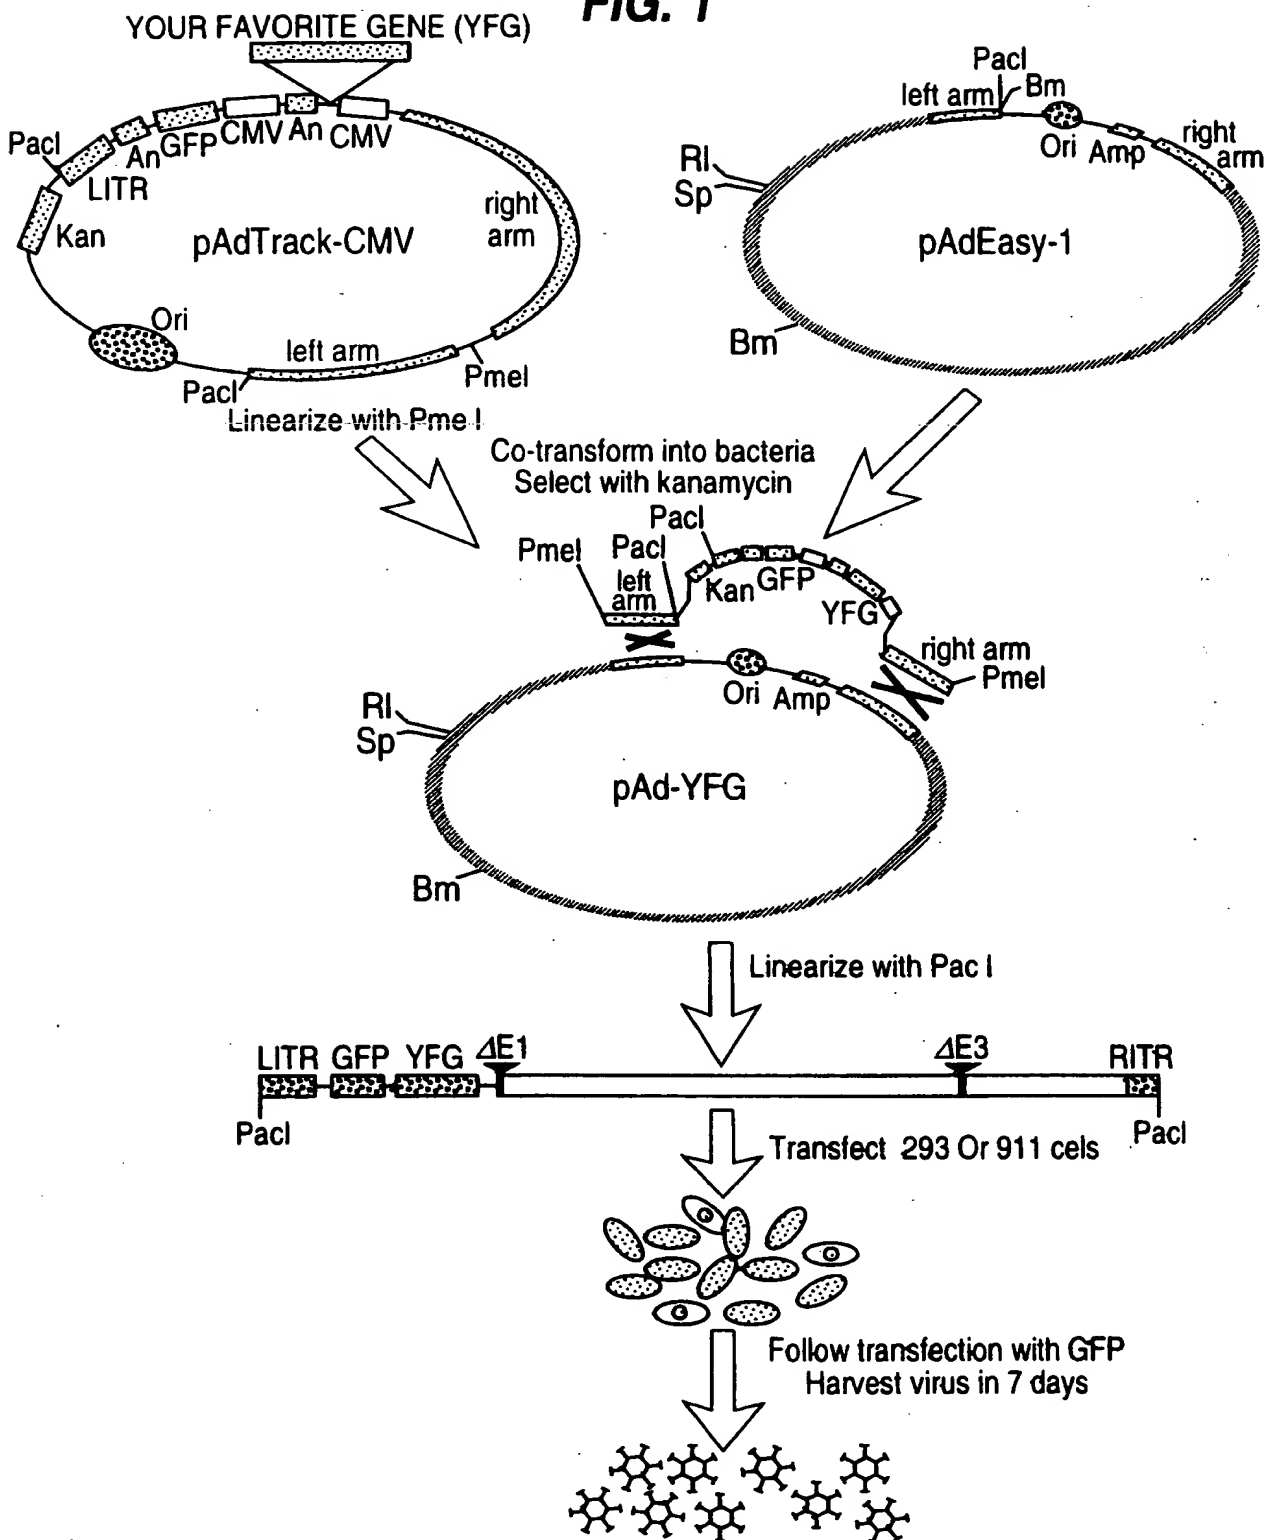 FIG. 1
YOUR FAVORITE GENE (YFG)
PacI
LITR
An
GFP
CMV
An
CMV
Kan
pAdTrack-CMV
right
arm
Ori
left arm
PacI
PmeI
Linearize with Pme I
PacI
Bm
left arm
Ori
Amp
right
arm
RI
Sp
pAdEasy-1
Bm
Co-transform into bacteria
Select with kanamycin
PacI
PmeI
PacI
left
arm
Kan
GFP
YFG
right arm
PmeI
Ori
Amp
RI
Sp
pAd-YFG
Bm
Linearize with Pac I
LITR
GFP
YFG
ΔE1
ΔE3
RITR
PacI
PacI
Transfect 293 Or 911 cels
Follow transfection with GFP
Harvest virus in 7 days